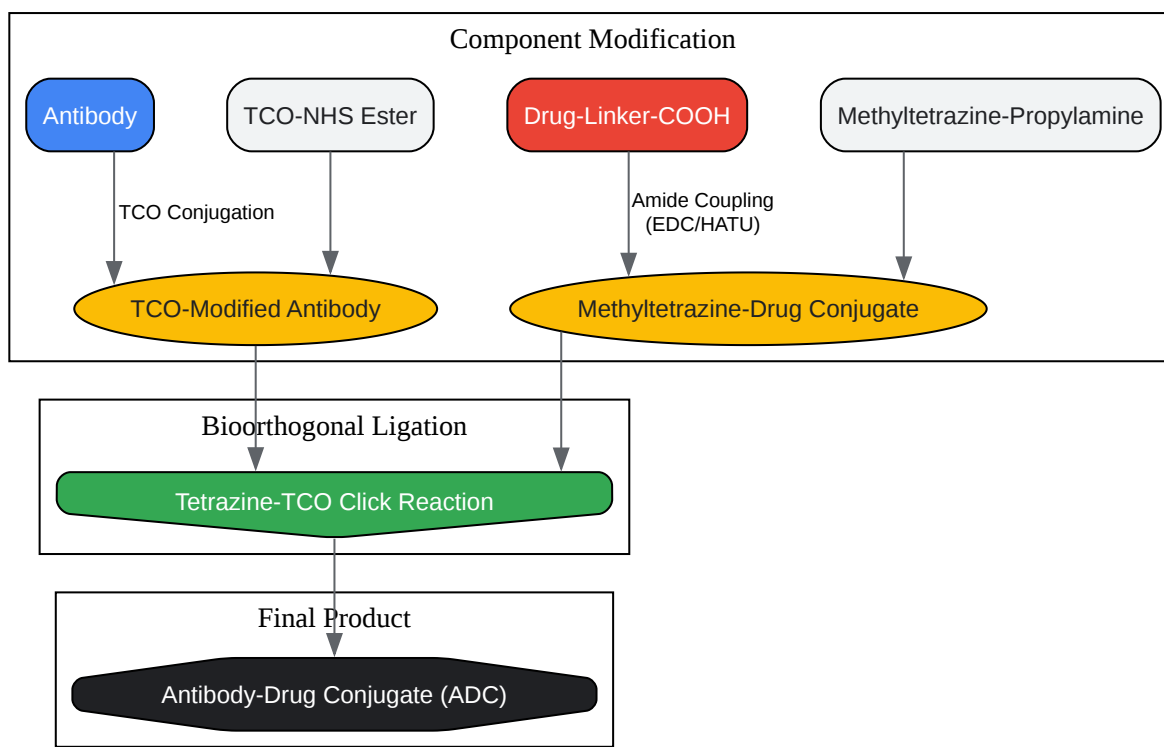 Component Modification
Antibody
TCO-NHS Ester
Drug-Linker-COOH
Methyltetrazine-Propylamine
TCO Conjugation
Amide Coupling
(EDC/HATU)
TCO-Modified Antibody
Methyltetrazine-Drug Conjugate
Bioorthogonal Ligation
Tetrazine-TCO Click Reaction
Final Product
Antibody-Drug Conjugate (ADC)